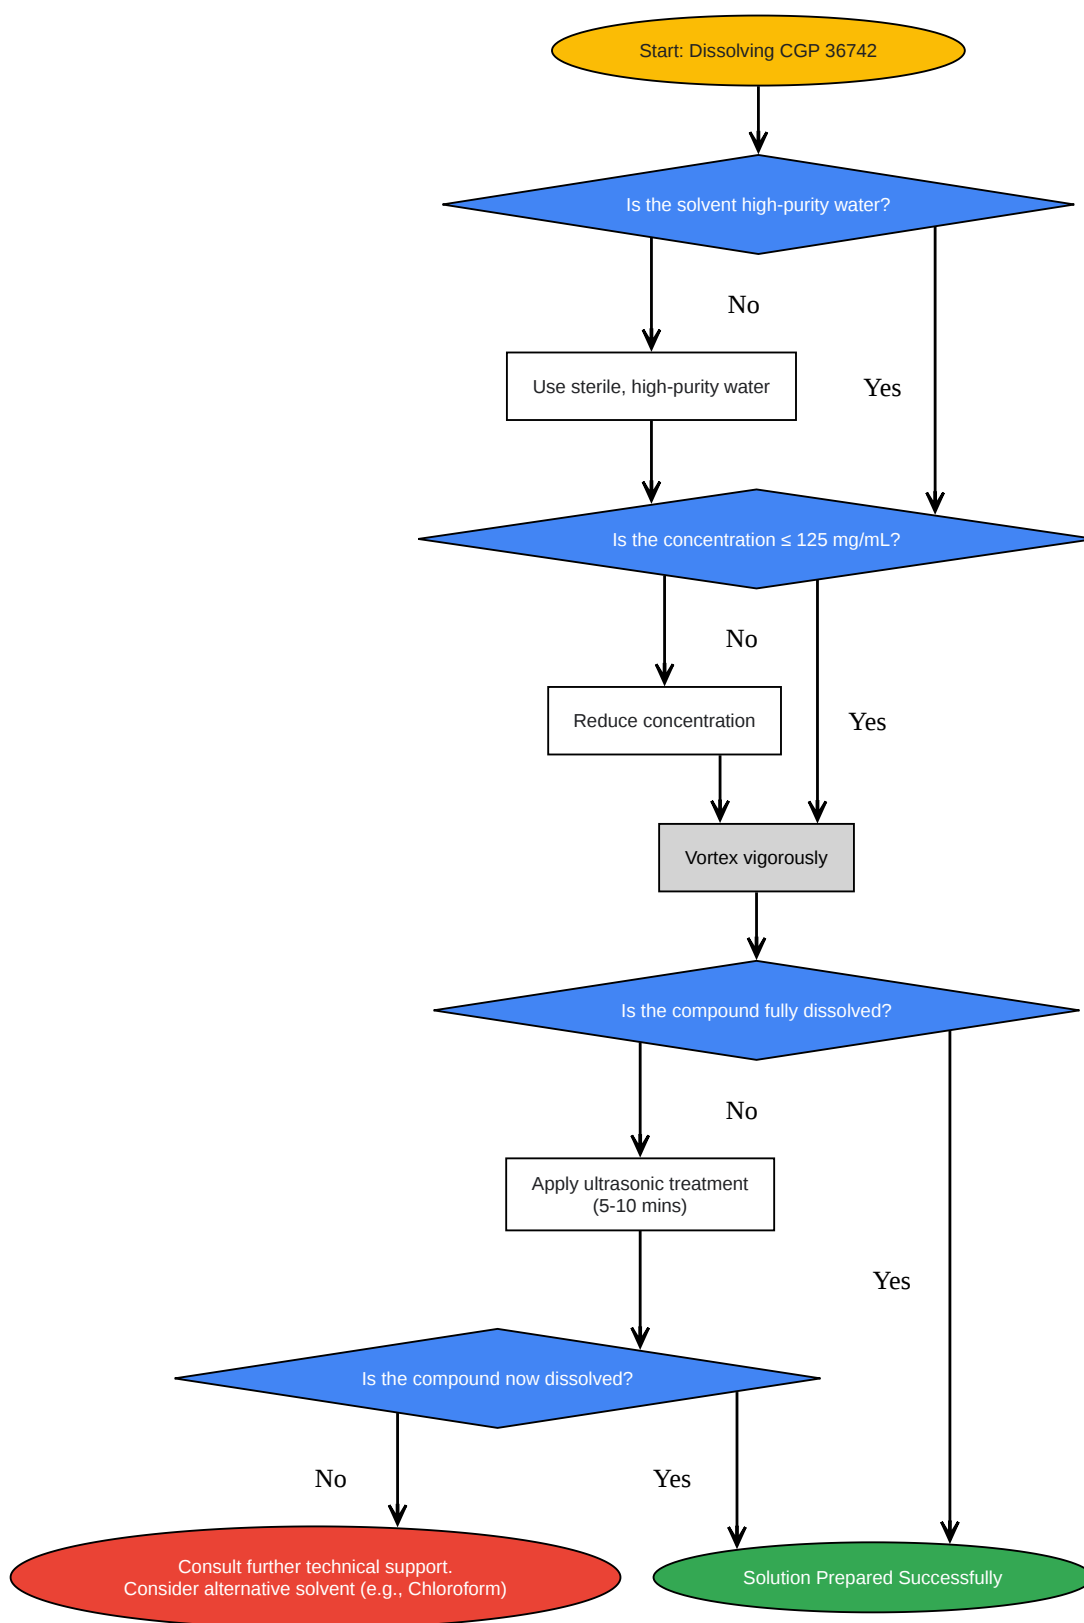 Start: Dissolving CGP 36742
Is the solvent high-purity water?
No
Use sterile, high-purity water
Yes
Is the concentration ≤ 125 mg/mL?
No
Reduce concentration
Yes
Vortex vigorously
Is the compound fully dissolved?
No
Apply ultrasonic treatment
(5-10 mins)
Yes
Is the compound now dissolved?
No
Yes
Consult further technical support.
Consider alternative solvent (e.g., Chloroform)
Solution Prepared Successfully